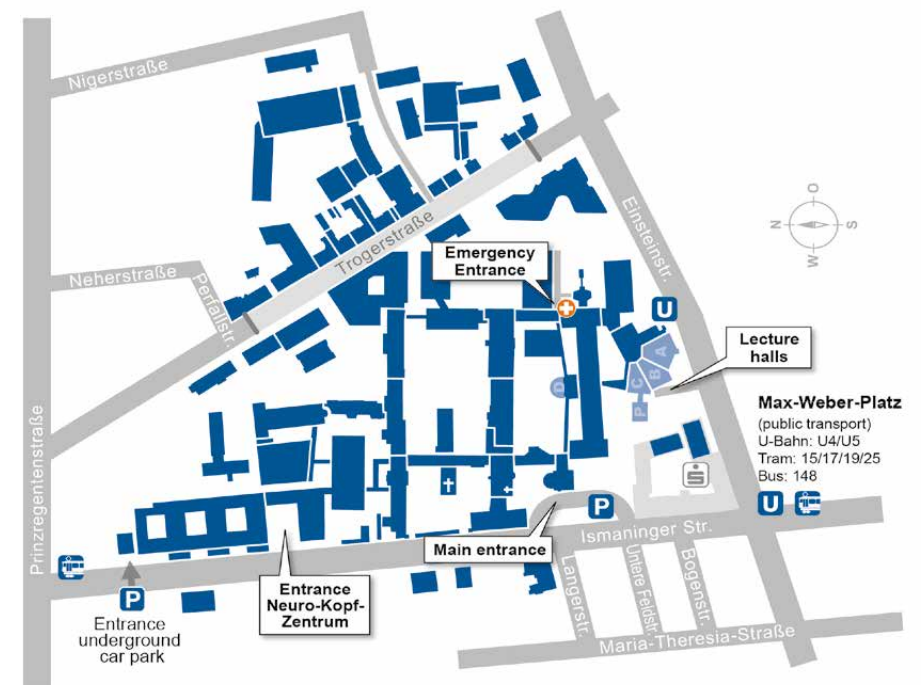 Nigerstraße
Trogerstraße
Neherstraße
Perfallstr.
Prinzregentenstraße
Einsteinstr.
Emergency
Entrance
O
N
S
W
U
Lecture
halls
A
B
C
P
D
Max-Weber-Platz
(public transport)
U-Bahn: U4/U5
Tram: 15/17/19/25
Bus: 148
U
P
Ismaninger Str.
Main entrance
Langerstr.
Untere Feldstr.
Bogenstr.
Maria-Theresia-Straße
Entrance
Neuro-Kopf-
Zentrum
P
Entrance
underground
car park